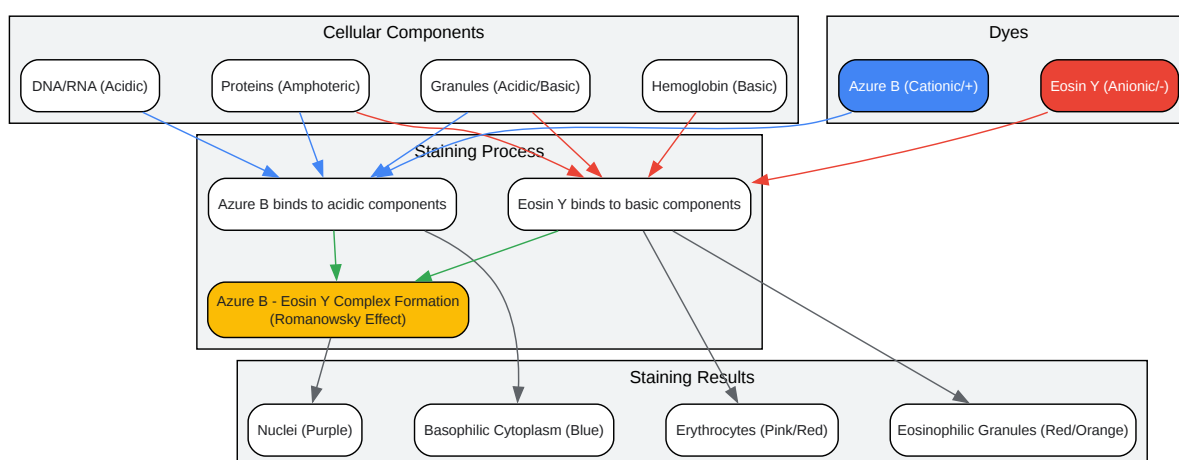 Cellular Components
Dyes
DNA/RNA (Acidic)
Proteins (Amphoteric)
Granules (Acidic/Basic)
Hemoglobin (Basic)
Azure B (Cationic/+)
Eosin Y (Anionic/-)
Staining Process
Azure B binds to acidic components
Eosin Y binds to basic components
Azure B - Eosin Y Complex Formation
(Romanowsky Effect)
Staining Results
Nuclei (Purple)
Basophilic Cytoplasm (Blue)
Erythrocytes (Pink/Red)
Eosinophilic Granules (Red/Orange)